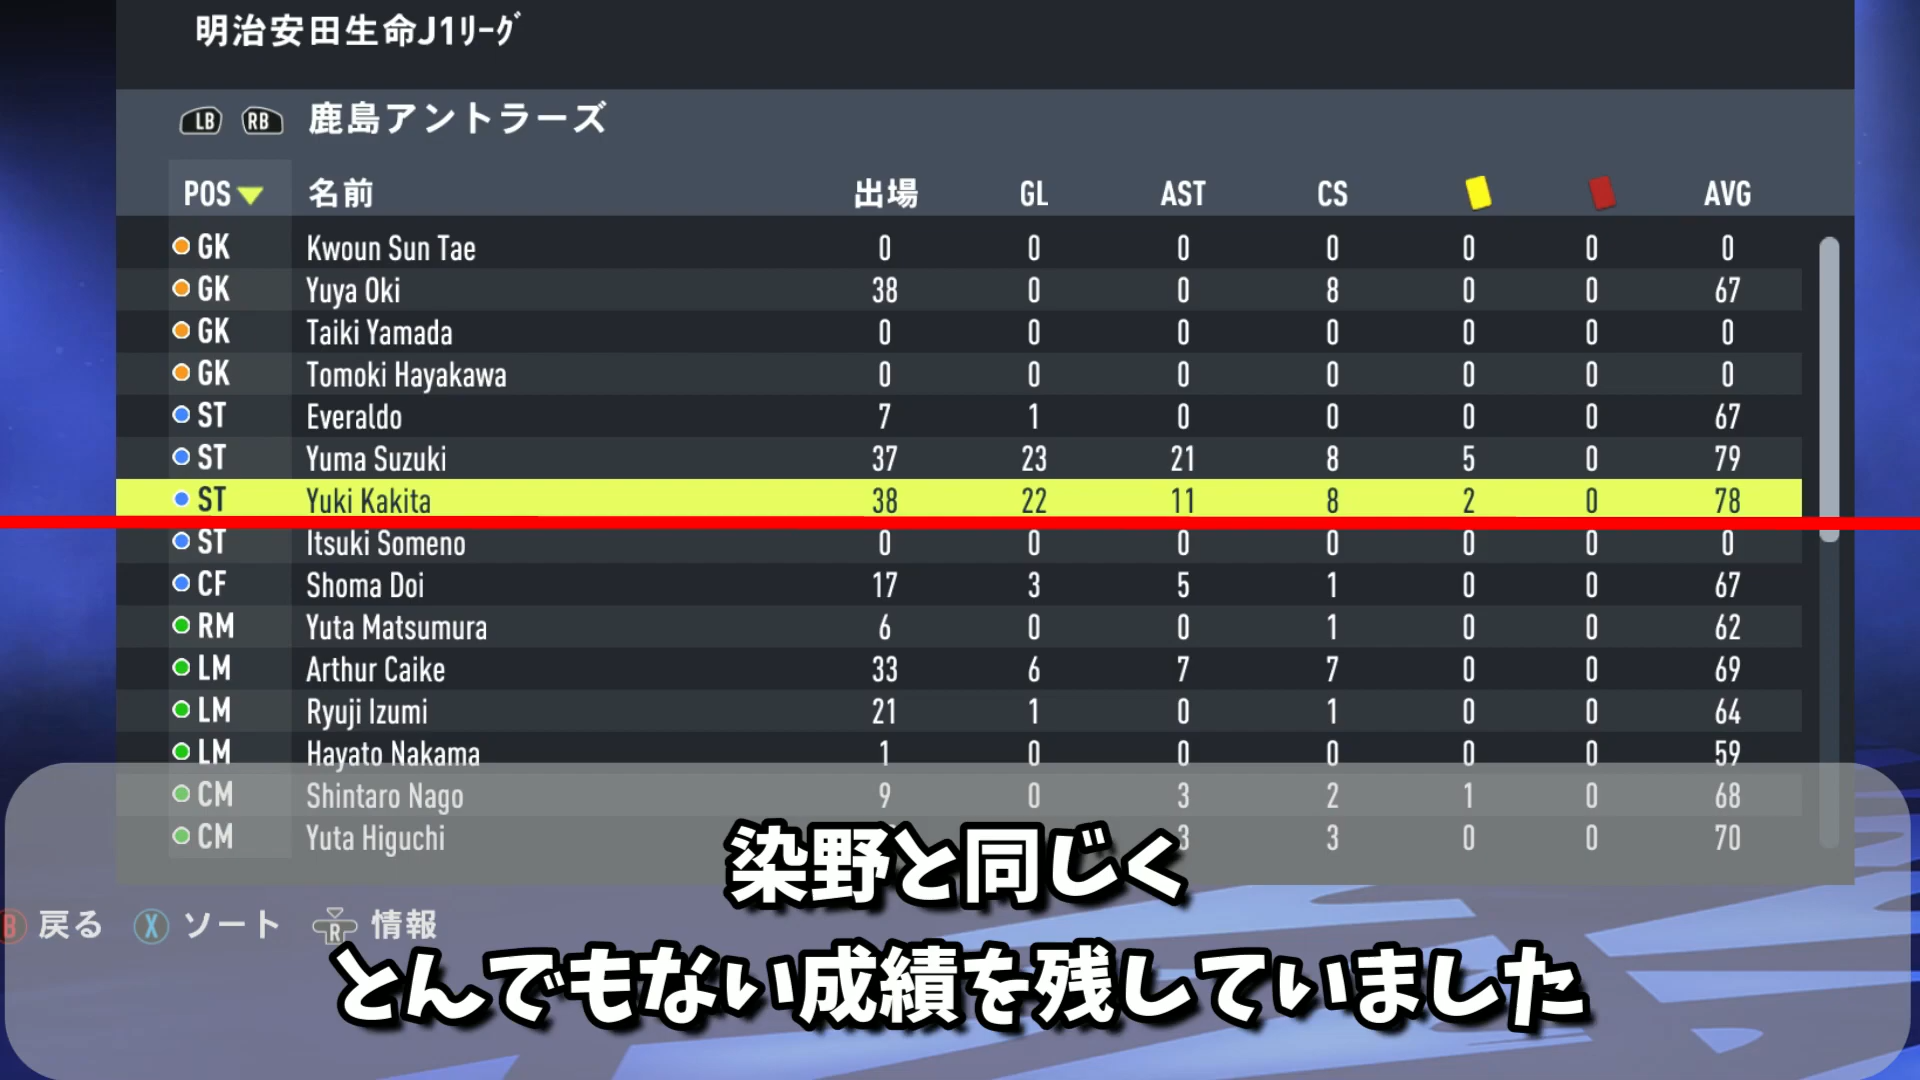 明治安田生命J1リーグ
LB RB 鹿島アントラーズ
POS 名前 出場 GL AST CS AVG
GK Kwoun Sun Tae 0 0 0 0 0 0 0
GK Yuya Oki 38 0 0 8 0 0 67
GK Taiki Yamada 0 0 0 0 0 0 0
GK Tomoki Hayakawa 0 0 0 0 0 0 0
ST Everaldo 7 1 0 0 0 0 67
ST Yuma Suzuki 37 23 21 8 5 0 79
ST Yuki Kakita 38 22 11 8 2 0 78
ST Itsuki Someno 0 0 0 0 0 0 0
CF Shoma Doi 17 3 5 1 0 0 67
RM Yuta Matsumura 6 0 0 1 0 0 62
LM Arthur Caike 33 6 7 7 0 0 69
LM Ryuji Izumi 21 1 0 1 0 0 64
LM Hayato Nakama 1 0 0 0 0 0 59
CM Shintaro Nago 9 0 3 2 1 0 68
CM Yuta Higuchi 3 3 0 0 70
染野と同じく
B 戻る X ソート R 情報
とんでもない成績を残していました